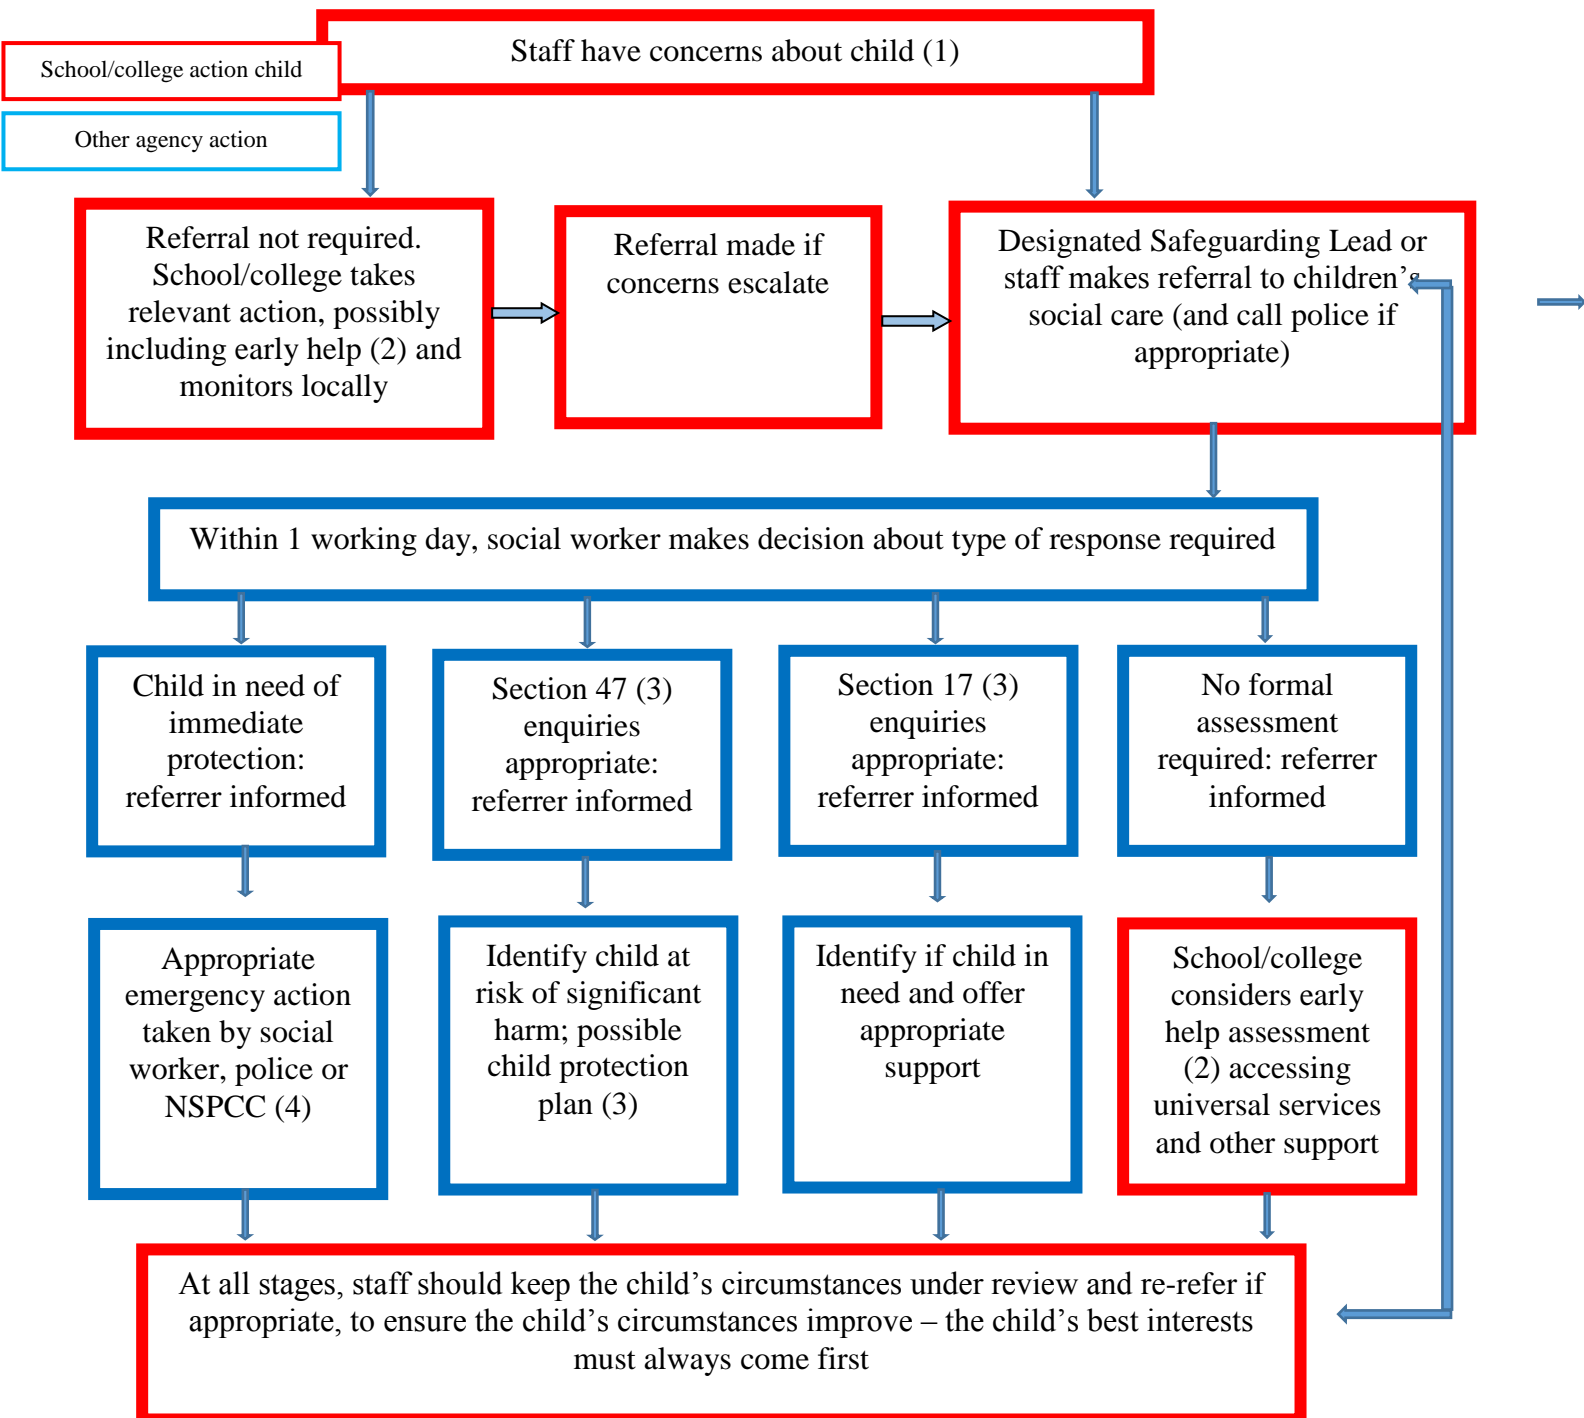 Staff have concerns about child (1)
School/college action child
Other agency action
Referral not required.
School/college takes
relevant action, possibly
including early help (2) and
monitors locally
Referral made if
concerns escalate
Designated Safeguarding Lead or
staff makes referral to children’s
social care (and call police if
appropriate)
Within 1 working day, social worker makes decision about type of response required
Child in need of
immediate
protection:
referrer informed
Section 47 (3)
enquiries
appropriate:
referrer informed
Section 17 (3)
enquiries
appropriate:
referrer informed
No formal
assessment
required: referrer
informed
Appropriate
emergency action
taken by social
worker, police or
NSPCC (4)
Identify child at
risk of significant
harm; possible
child protection
plan (3)
Identify if child in
need and offer
appropriate
support
School/college
considers early
help assessment
(2) accessing
universal services
and other support
At all stages, staff should keep the child’s circumstances under review and re-refer if
appropriate, to ensure the child’s circumstances improve – the child’s best interests
must always come first